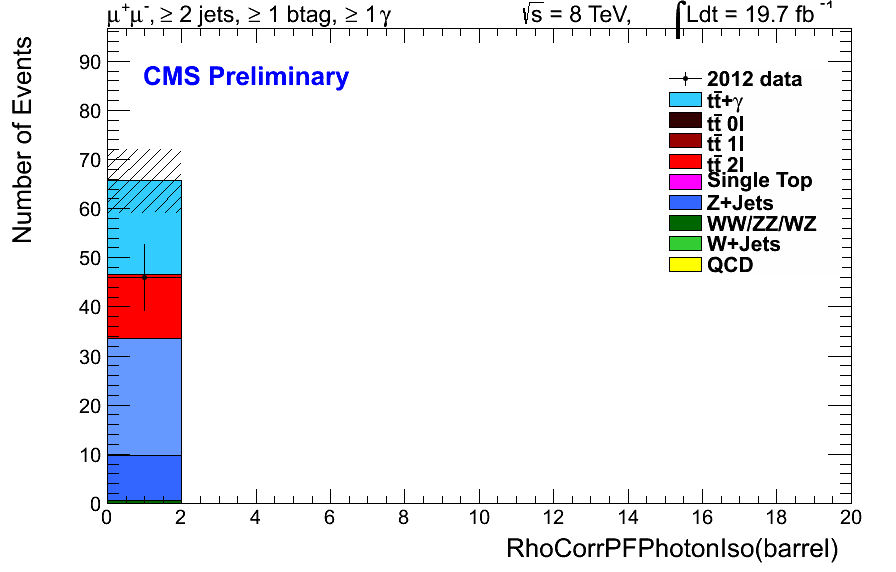 μ⁺μ⁻, ≥ 2 jets, ≥ 1 btag, ≥ 1 γ
√s = 8 TeV, ∫Ldt = 19.7 fb⁻¹
Number of Events
CMS Preliminary
2012 data
tt̄+γ
tt̄ 0l
tt̄ 1l
tt̄ 2l
Single Top
Z+Jets
WW/ZZ/WZ
W+Jets
QCD
90
80
70
60
50
40
30
20
10
0
0 2 4 6 8 10 12 14 16 18 20
RhoCorrPFPhotonIso(barrel)